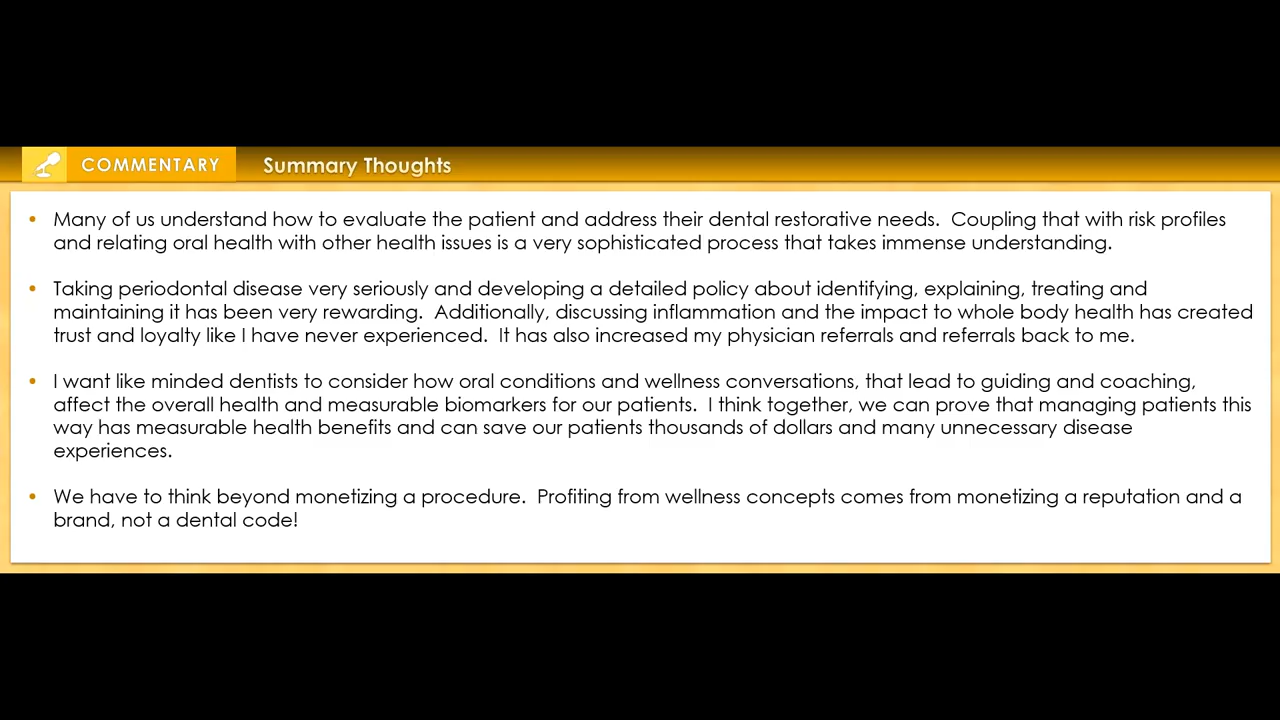 COMMENTARY Summary Thoughts
• Many of us understand how to evaluate the patient and address their dental restorative needs.  Coupling that with risk profiles
and relating oral health with other health issues is a very sophisticated process that takes immense understanding.
• Taking periodontal disease very seriously and developing a detailed policy about identifying, explaining, treating and
maintaining it has been very rewarding.  Additionally, discussing inflammation and the impact to whole body health has created
trust and loyalty like I have never experienced.  It has also increased my physician referrals and referrals back to me.
• I want like minded dentists to consider how oral conditions and wellness conversations, that lead to guiding and coaching,
affect the overall health and measurable biomarkers for our patients.  I think together, we can prove that managing patients this
way has measurable health benefits and can save our patients thousands of dollars and many unnecessary disease
experiences.
• We have to think beyond monetizing a procedure.  Profiting from wellness concepts comes from monetizing a reputation and a
brand, not a dental code!